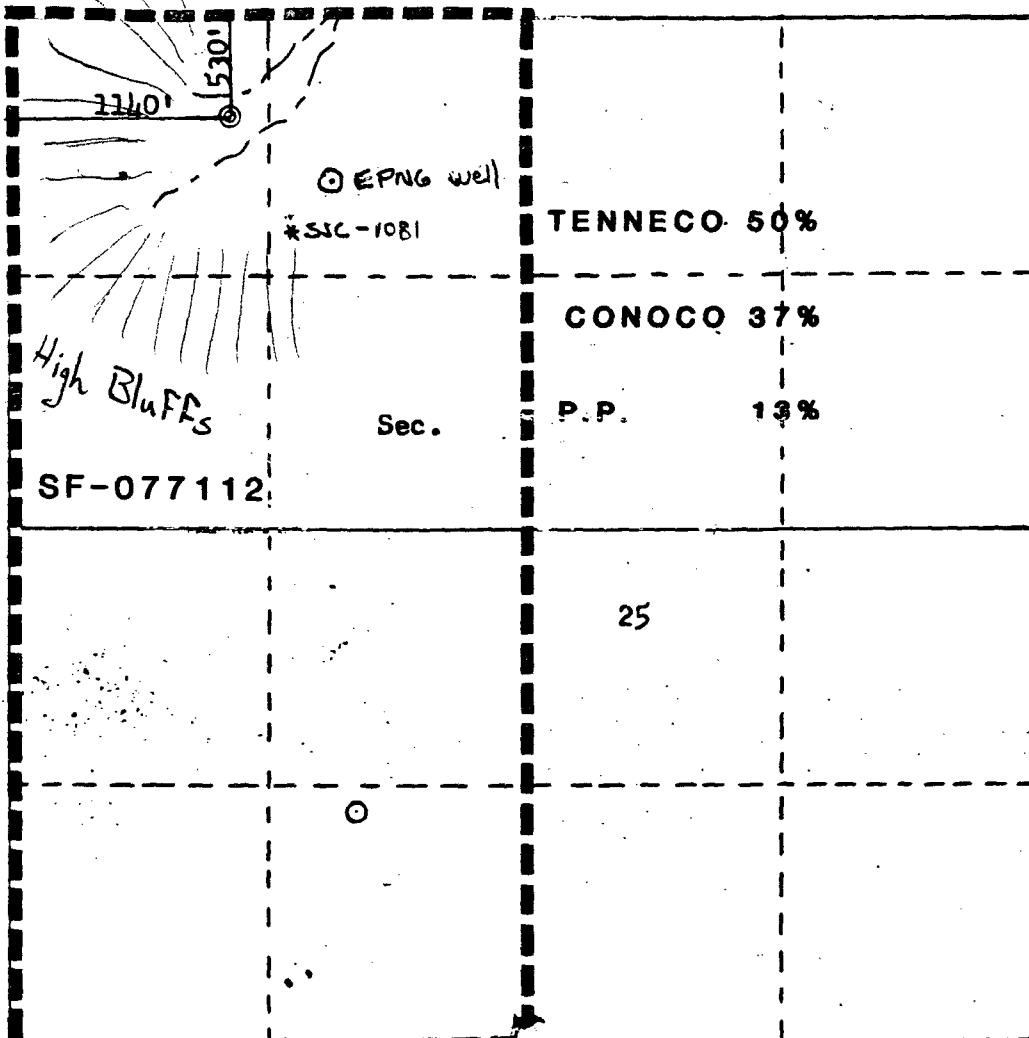 530'
1140'
EPNG well
*SJC-1081
TENNECO 50%
CONOCO 37%
High Bluffs
Sec.
P.P. 13%
SF-077112
25